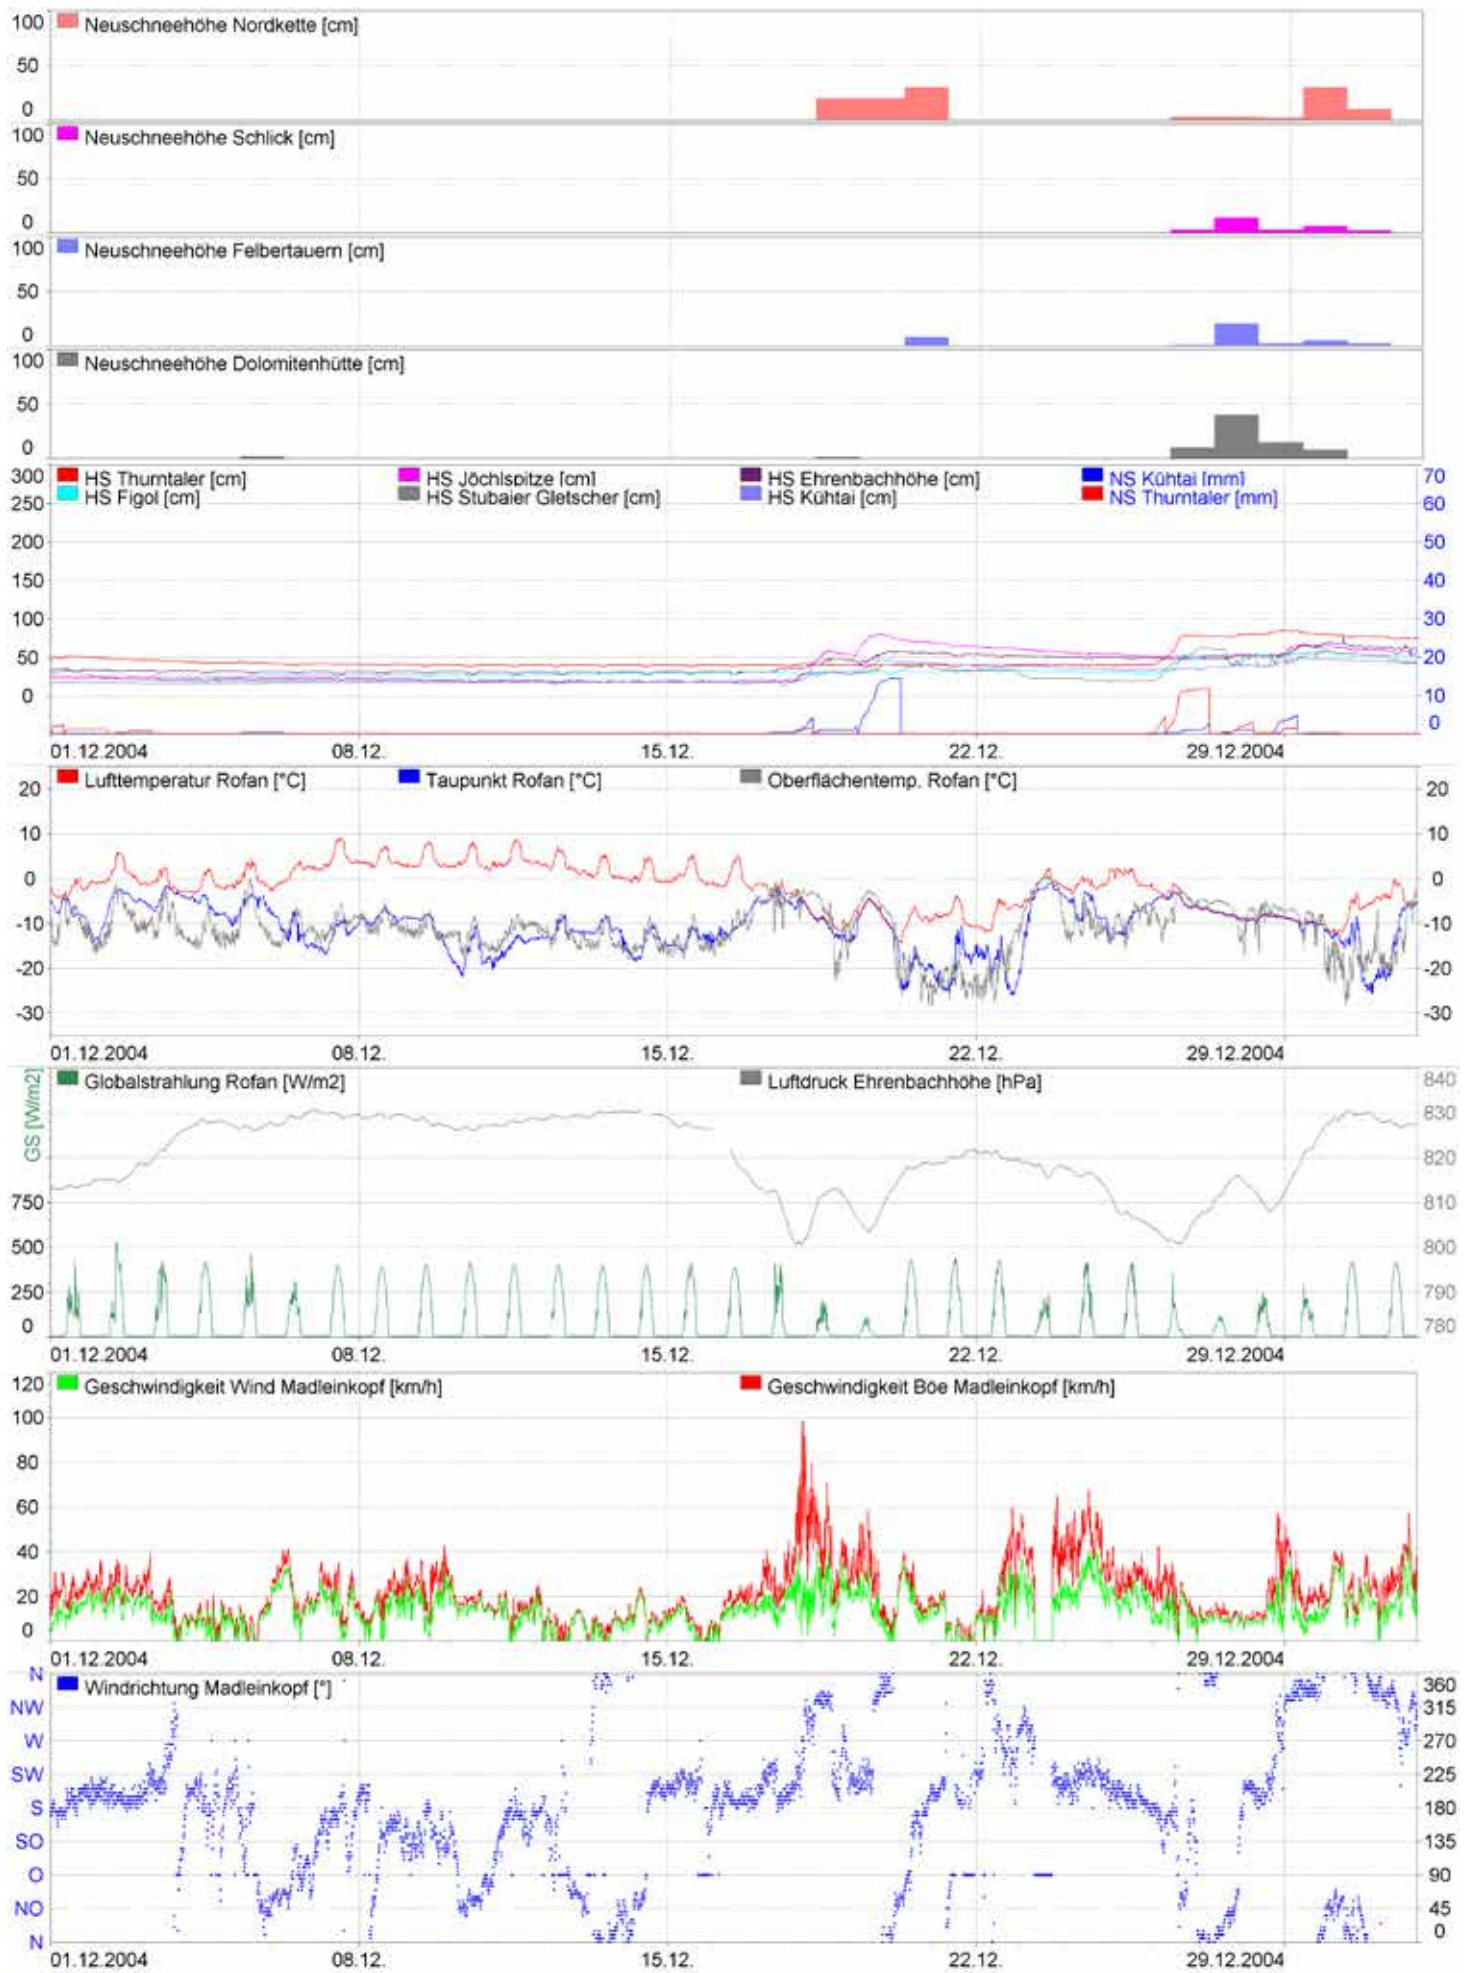 100
Neuschneehöhe Nordkette [cm]
50
0
100
Neuschneehöhe Schlick [cm]
50
0
100
Neuschneehöhe Felbertauern [cm]
50
0
100
Neuschneehöhe Dolomitenhütte [cm]
50
0
300 HS Thurntaler [cm] HS Jöchlspitze [cm] HS Ehrenbachhöhe [cm] NS Kühtai [mm] 70
HS Figol [cm] HS Stubaier Gletscher [cm] HS Kühtai [cm] NS Thurntaler [mm]
250 60
200 50
150 40
100 30
50 20
0 10
0
01.12.2004 08.12. 15.12. 22.12. 29.12.2004
Lufttemperatur Rofan [°C] Taupunkt Rofan [°C] Oberflächentemp. Rofan [°C]
20 20
10 10
0 0
-10 -10
-20 -20
-30 -30
01.12.2004 08.12. 15.12. 22.12. 29.12.2004
GS [W/m2] Globalstrahlung Rofan [W/m2] Luftdruck Ehrenbachhöhe [hPa] 840
830
820
750 810
500 800
250 790
0 780
01.12.2004 08.12. 15.12. 22.12. 29.12.2004
120 Geschwindigkeit Wind Madleinkopf [km/h] Geschwindigkeit Böe Madleinkopf [km/h]
100
80
60
40
20
0
01.12.2004 08.12. 15.12. 22.12. 29.12.2004
N Windrichtung Madleinkopf [°] 360
NW 315
W 270
SW 225
S 180
SO 135
O 90
NO 45
N 0
01.12.2004 08.12. 15.12. 22.12. 29.12.2004